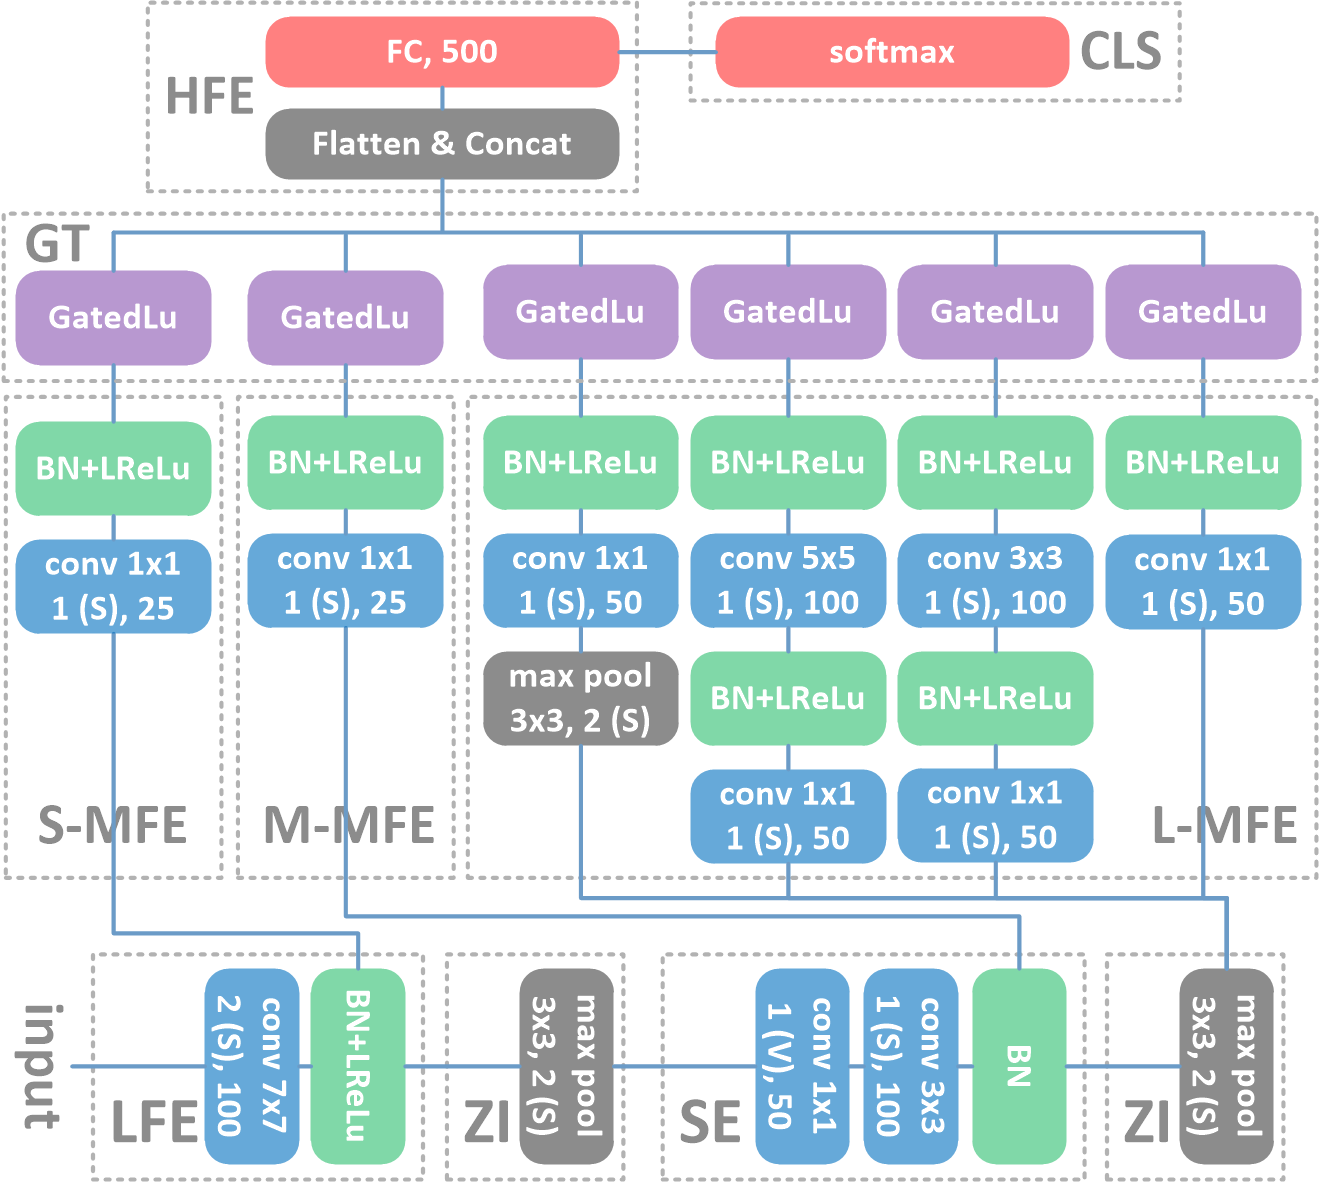 FC, 500
softmax
CLS
HFE
Flatten & Concat
GT
GatedLu
GatedLu
GatedLu
GatedLu
GatedLu
GatedLu
BN+LReLu
BN+LReLu
BN+LReLu
BN+LReLu
BN+LReLu
BN+LReLu
conv 1x1
1 (S), 25
conv 1x1
1 (S), 25
conv 1x1
1 (S), 50
conv 5x5
1 (S), 100
conv 3x3
1 (S), 100
conv 1x1
1 (S), 50
max pool
3x3, 2 (S)
BN+LReLu
BN+LReLu
conv 1x1
1 (S), 50
conv 1x1
1 (S), 50
S-MFE
M-MFE
L-MFE
input
LFE
conv 7x7
2 (S), 100
BN+LReLu
ZI
max pool
3x3, 2 (S)
SE
conv 1x1
1 (V), 50
conv 3x3
1 (S), 100
BN
ZI
max pool
3x3, 2 (S)